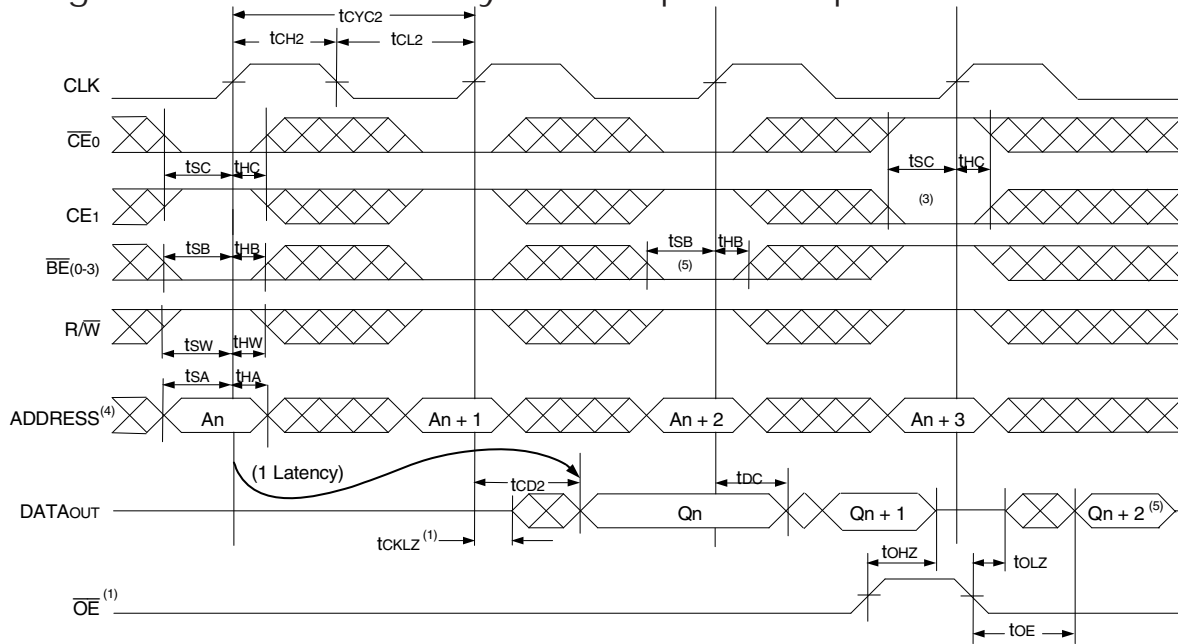 tCYC2
tCH2 tCL2
CLK
CE0
tSC tHC tSC tHC
(3)
CE1
tSB tHB tSB tHB
BE(0-3) (5)
R/W
tSW tHW
tSA tHA
ADDRESS(4) An An + 1 An + 2 An + 3
(1 Latency) tCD2 tDC
DATAOUT Qn Qn + 1 Qn + 2 (5)
tCKLZ (1)
tOHZ tOLZ
OE (1)
tOE